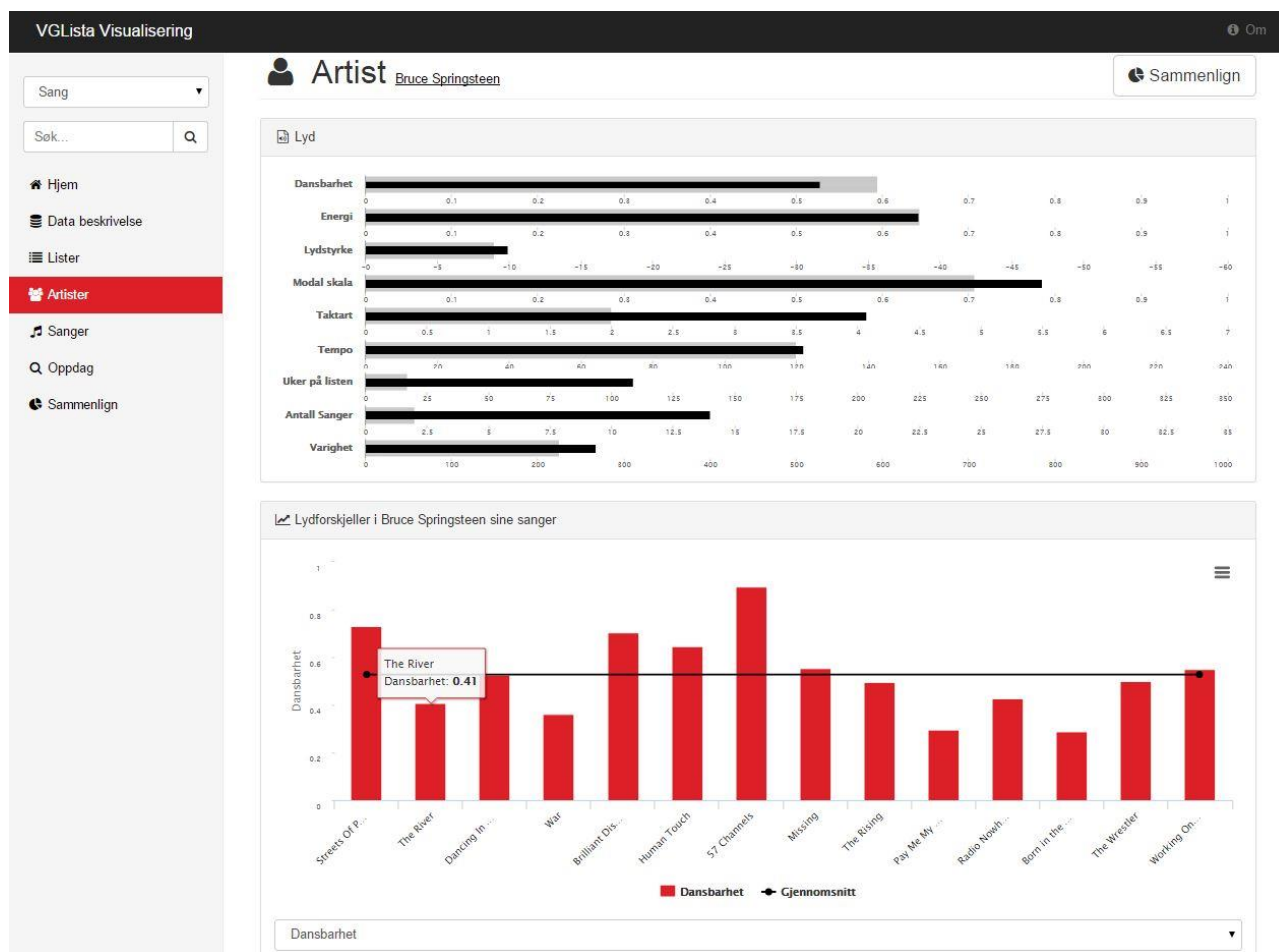 VGLista Visualisering
Om
Sang
Søk...
Hjem
Data beskrivelse
Lister
Artister
Sanger
Oppdag
Sammenlign
Artist Bruce Springsteen
Sammenlign
Lyd
Dansbarhet
0 0.1 0.2 0.3 0.4 0.5 0.6 0.7 0.8 0.9 1
Energi
0 0.1 0.2 0.3 0.4 0.5 0.6 0.7 0.8 0.9 1
Lydstyrke
-0 -5 -10 -15 -20 -25 -30 -35 -40 -45 -50 -55 -60
Modal skala
0 0.1 0.2 0.3 0.4 0.5 0.6 0.7 0.8 0.9 1
Taktart
0 0.5 1 1.5 2 2.5 3 3.5 4 4.5 5 5.5 6 6.5 7
Tempo
0 20 40 60 80 100 120 140 160 180 200 220 240
Uker på listen
0 25 50 75 100 125 150 175 200 225 250 275 300 325 350
Antall Sanger
0 2.5 5 7.5 10 12.5 15 17.5 20 22.5 25 27.5 30 32.5 35
Varighet
0 100 200 300 400 500 600 700 800 900 1000
Lydforskjeller i Bruce Springsteen sine sanger
1
0.8
0.6
0.4
0.2
0
Dansbarhet
The River
Dansbarhet: 0.41
Streets Of P...
The River
Dancing In ...
War
Brilliant Dis...
Human Touch
57 Channels
Missing
The Rising
Pay Me My ...
Radio Nowh...
Born in the ...
The Wrestler
Working On...
Dansbarhet Gjennomsnitt
Dansbarhet